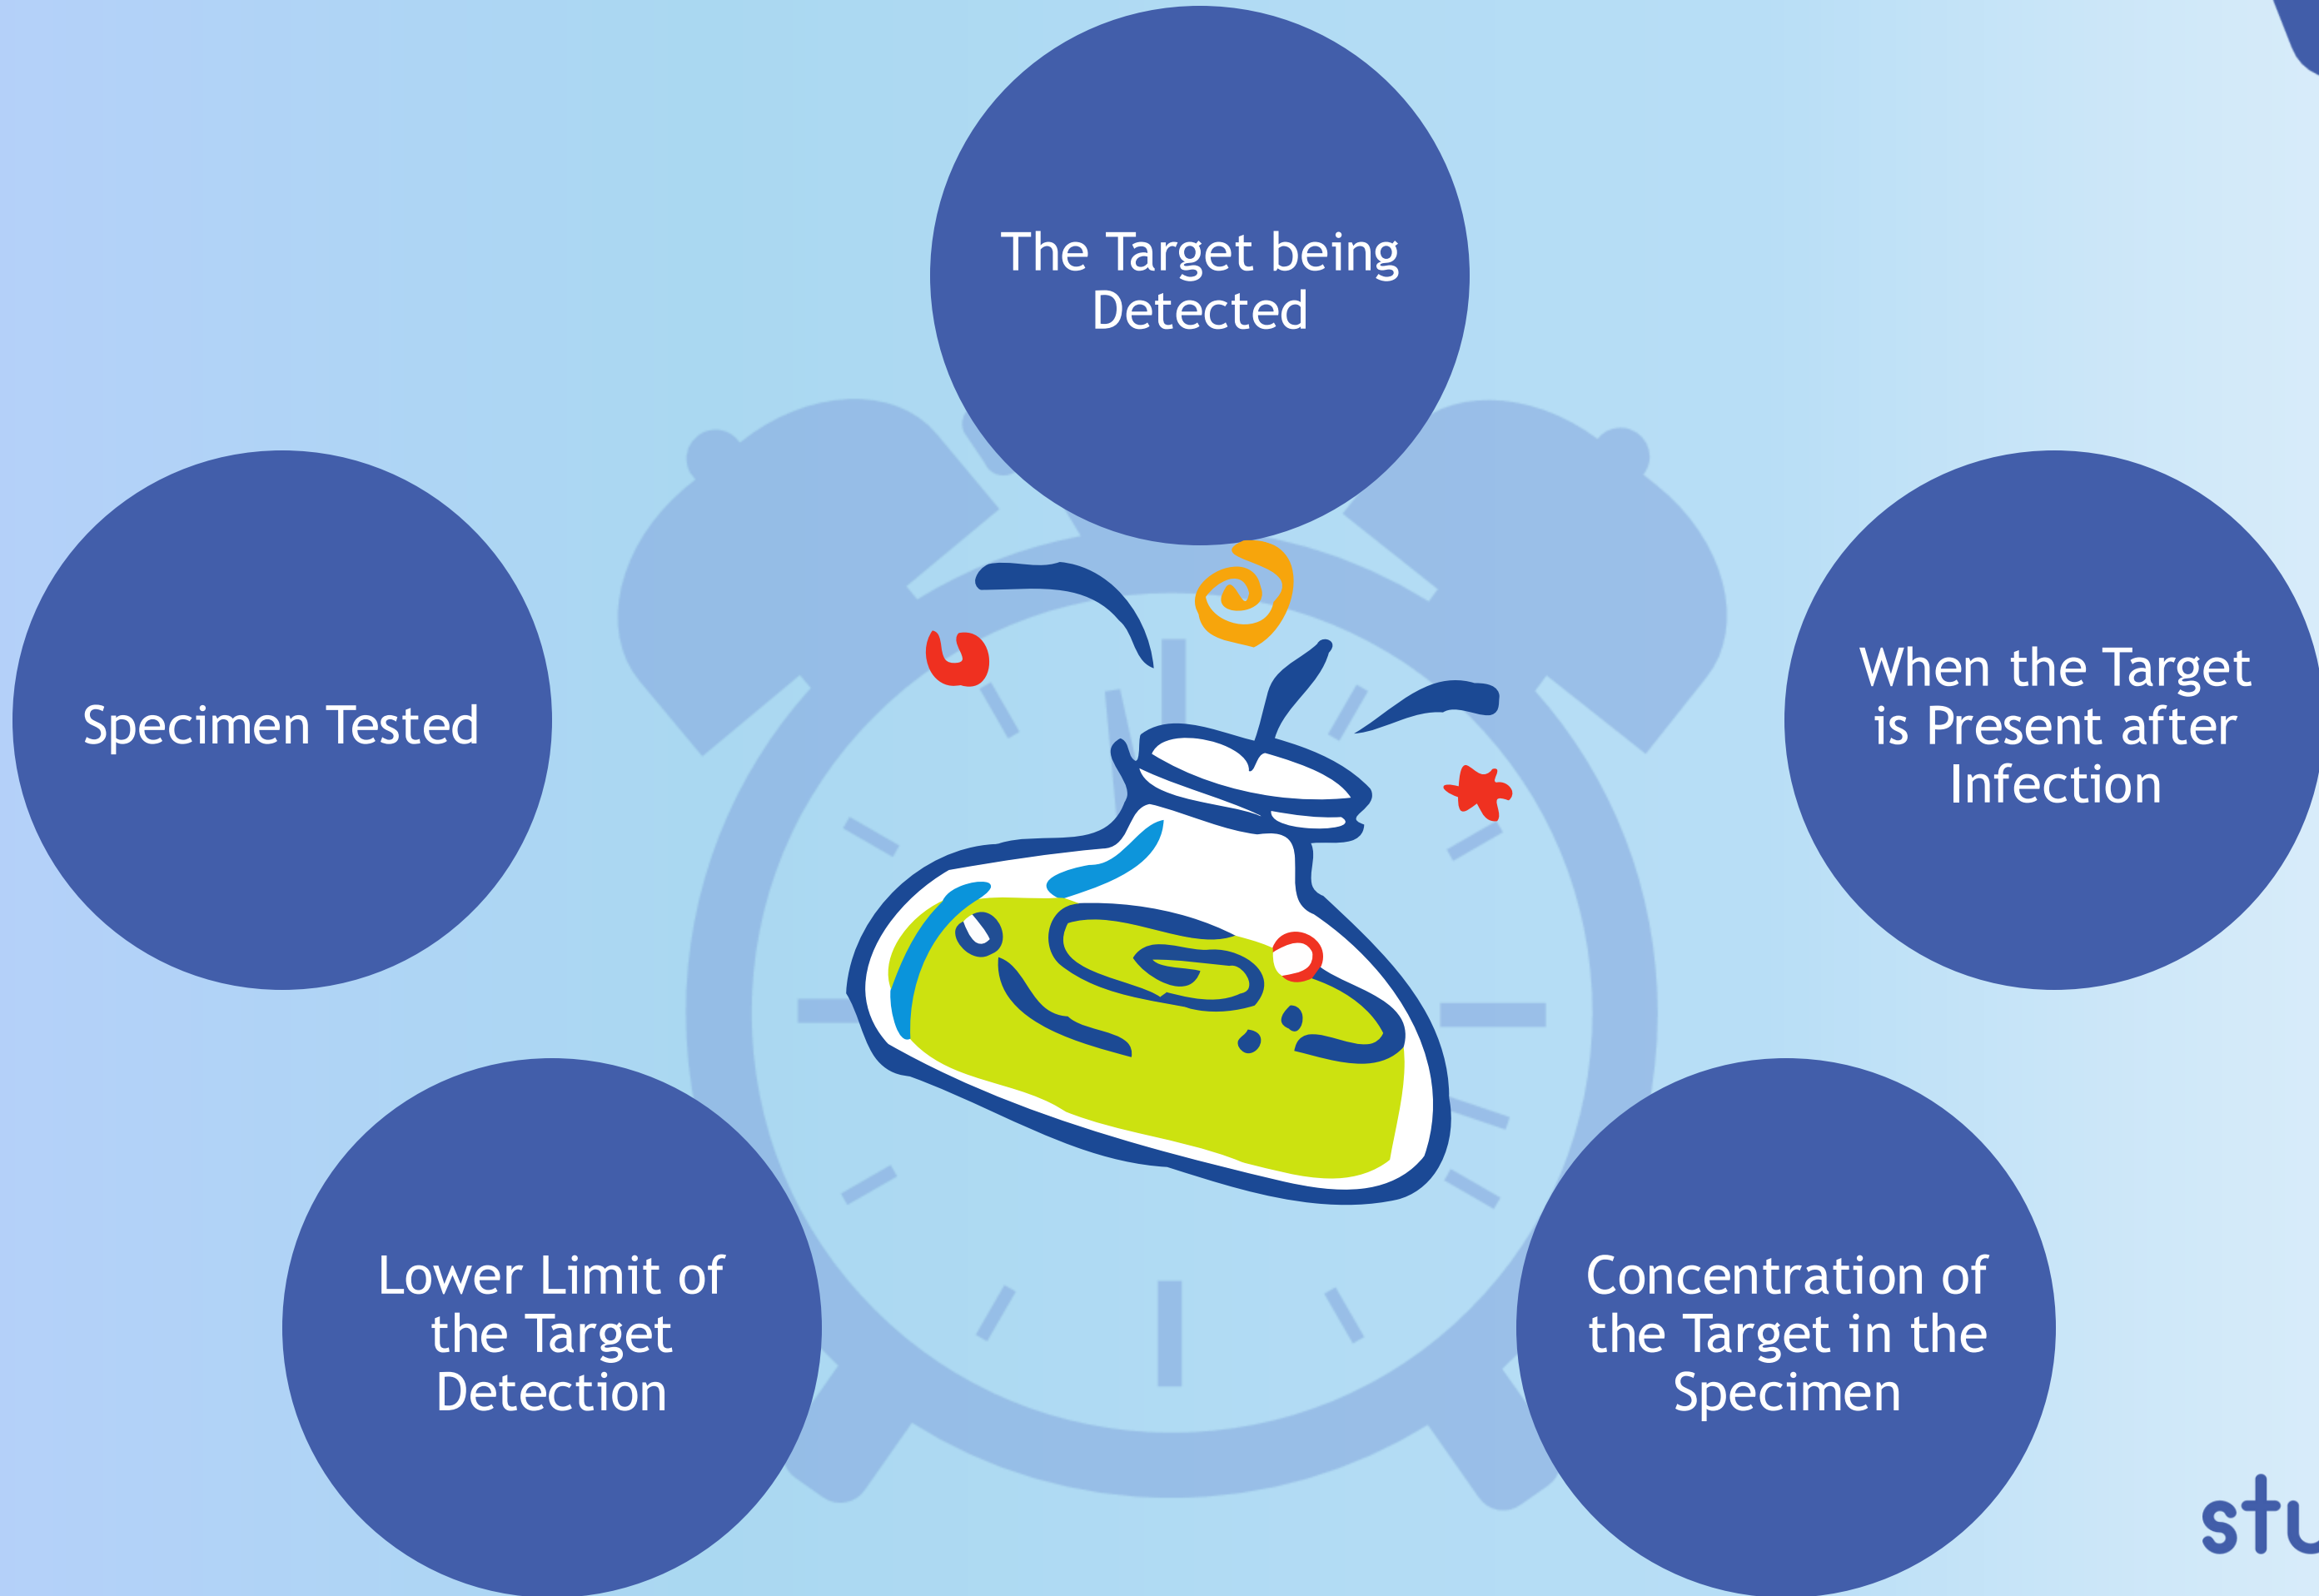 The Target being
Detected
Specimen Tested
When the Target
is Present after
Infection
Lower Limit of
the Target
Detection
Concentration of
the Target in the
Specimen